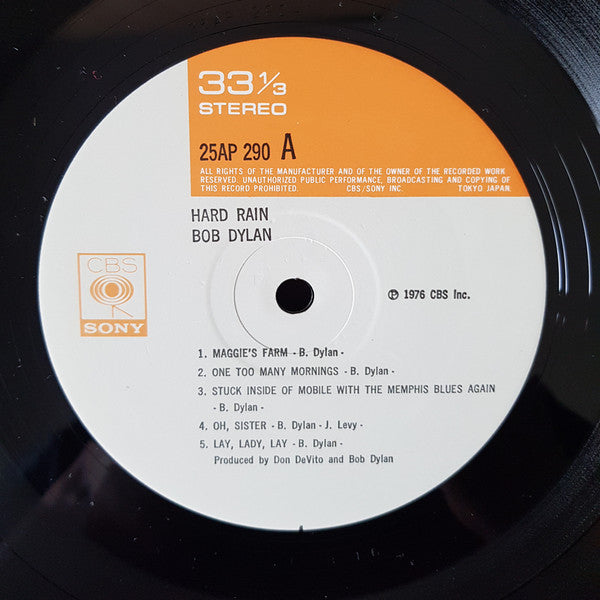 33 1/3
STEREO
25AP 290 A
ALL RIGHTS OF THE MANUFACTURER AND OF THE OWNER OF THE RECORDED WORK
RESERVED. UNAUTHORIZED PUBLIC PERFORMANCE, BROADCASTING AND COPYING OF
THIS RECORD PROHIBITED. CBS/SONY INC. TOKYO JAPAN.
HARD RAIN
BOB DYLAN
CBS
SONY
℗ 1976 CBS Inc.
1. MAGGIE'S FARM - B. Dylan -
2. ONE TOO MANY MORNINGS - B. Dylan -
3. STUCK INSIDE OF MOBILE WITH THE MEMPHIS BLUES AGAIN
- B. Dylan -
4. OH, SISTER - B. Dylan - J. Levy -
5. LAY, LADY, LAY - B. Dylan -
Produced by Don DeVito and Bob Dylan